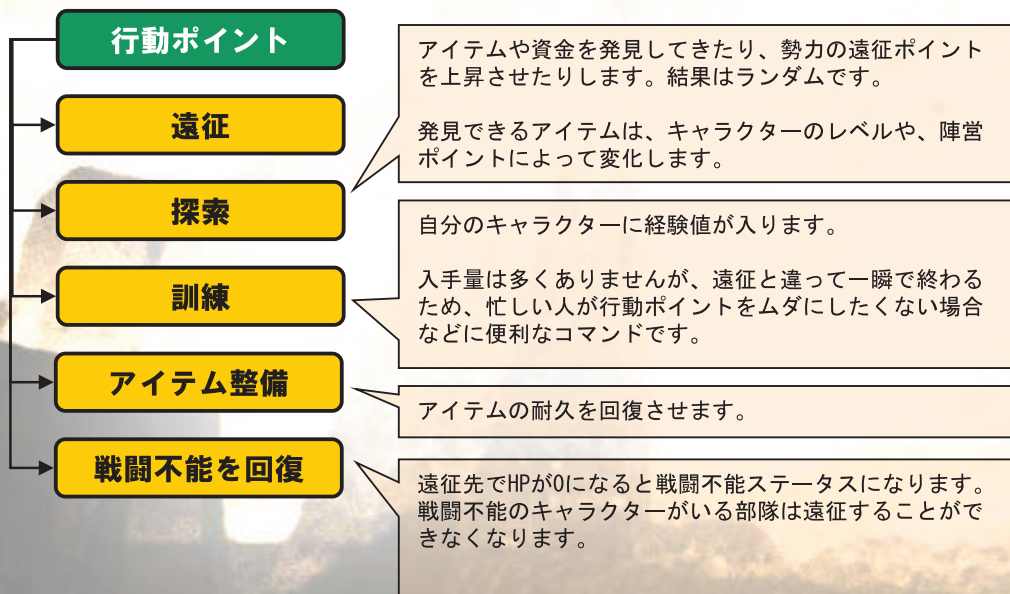 行動ポイント
遠征
探索
訓練
アイテム整備
戦闘不能を回復
アイテムや資金を発見してきたり、勢力の遠征ポイント
を上昇させたりします。結果はランダムです。
発見できるアイテムは、キャラクターのレベルや、陣営
ポイントによって変化します。
自分のキャラクターに経験値が入ります。
入手量は多くありませんが、遠征と違って一瞬で終わる
ため、忙しい人が行動ポイントをムダにしたくない場合
などに便利なコマンドです。
アイテムの耐久を回復させます。
遠征先でHPが0になると戦闘不能ステータスになります。
戦闘不能のキャラクターがいる部隊は遠征することがで
きなくなります。